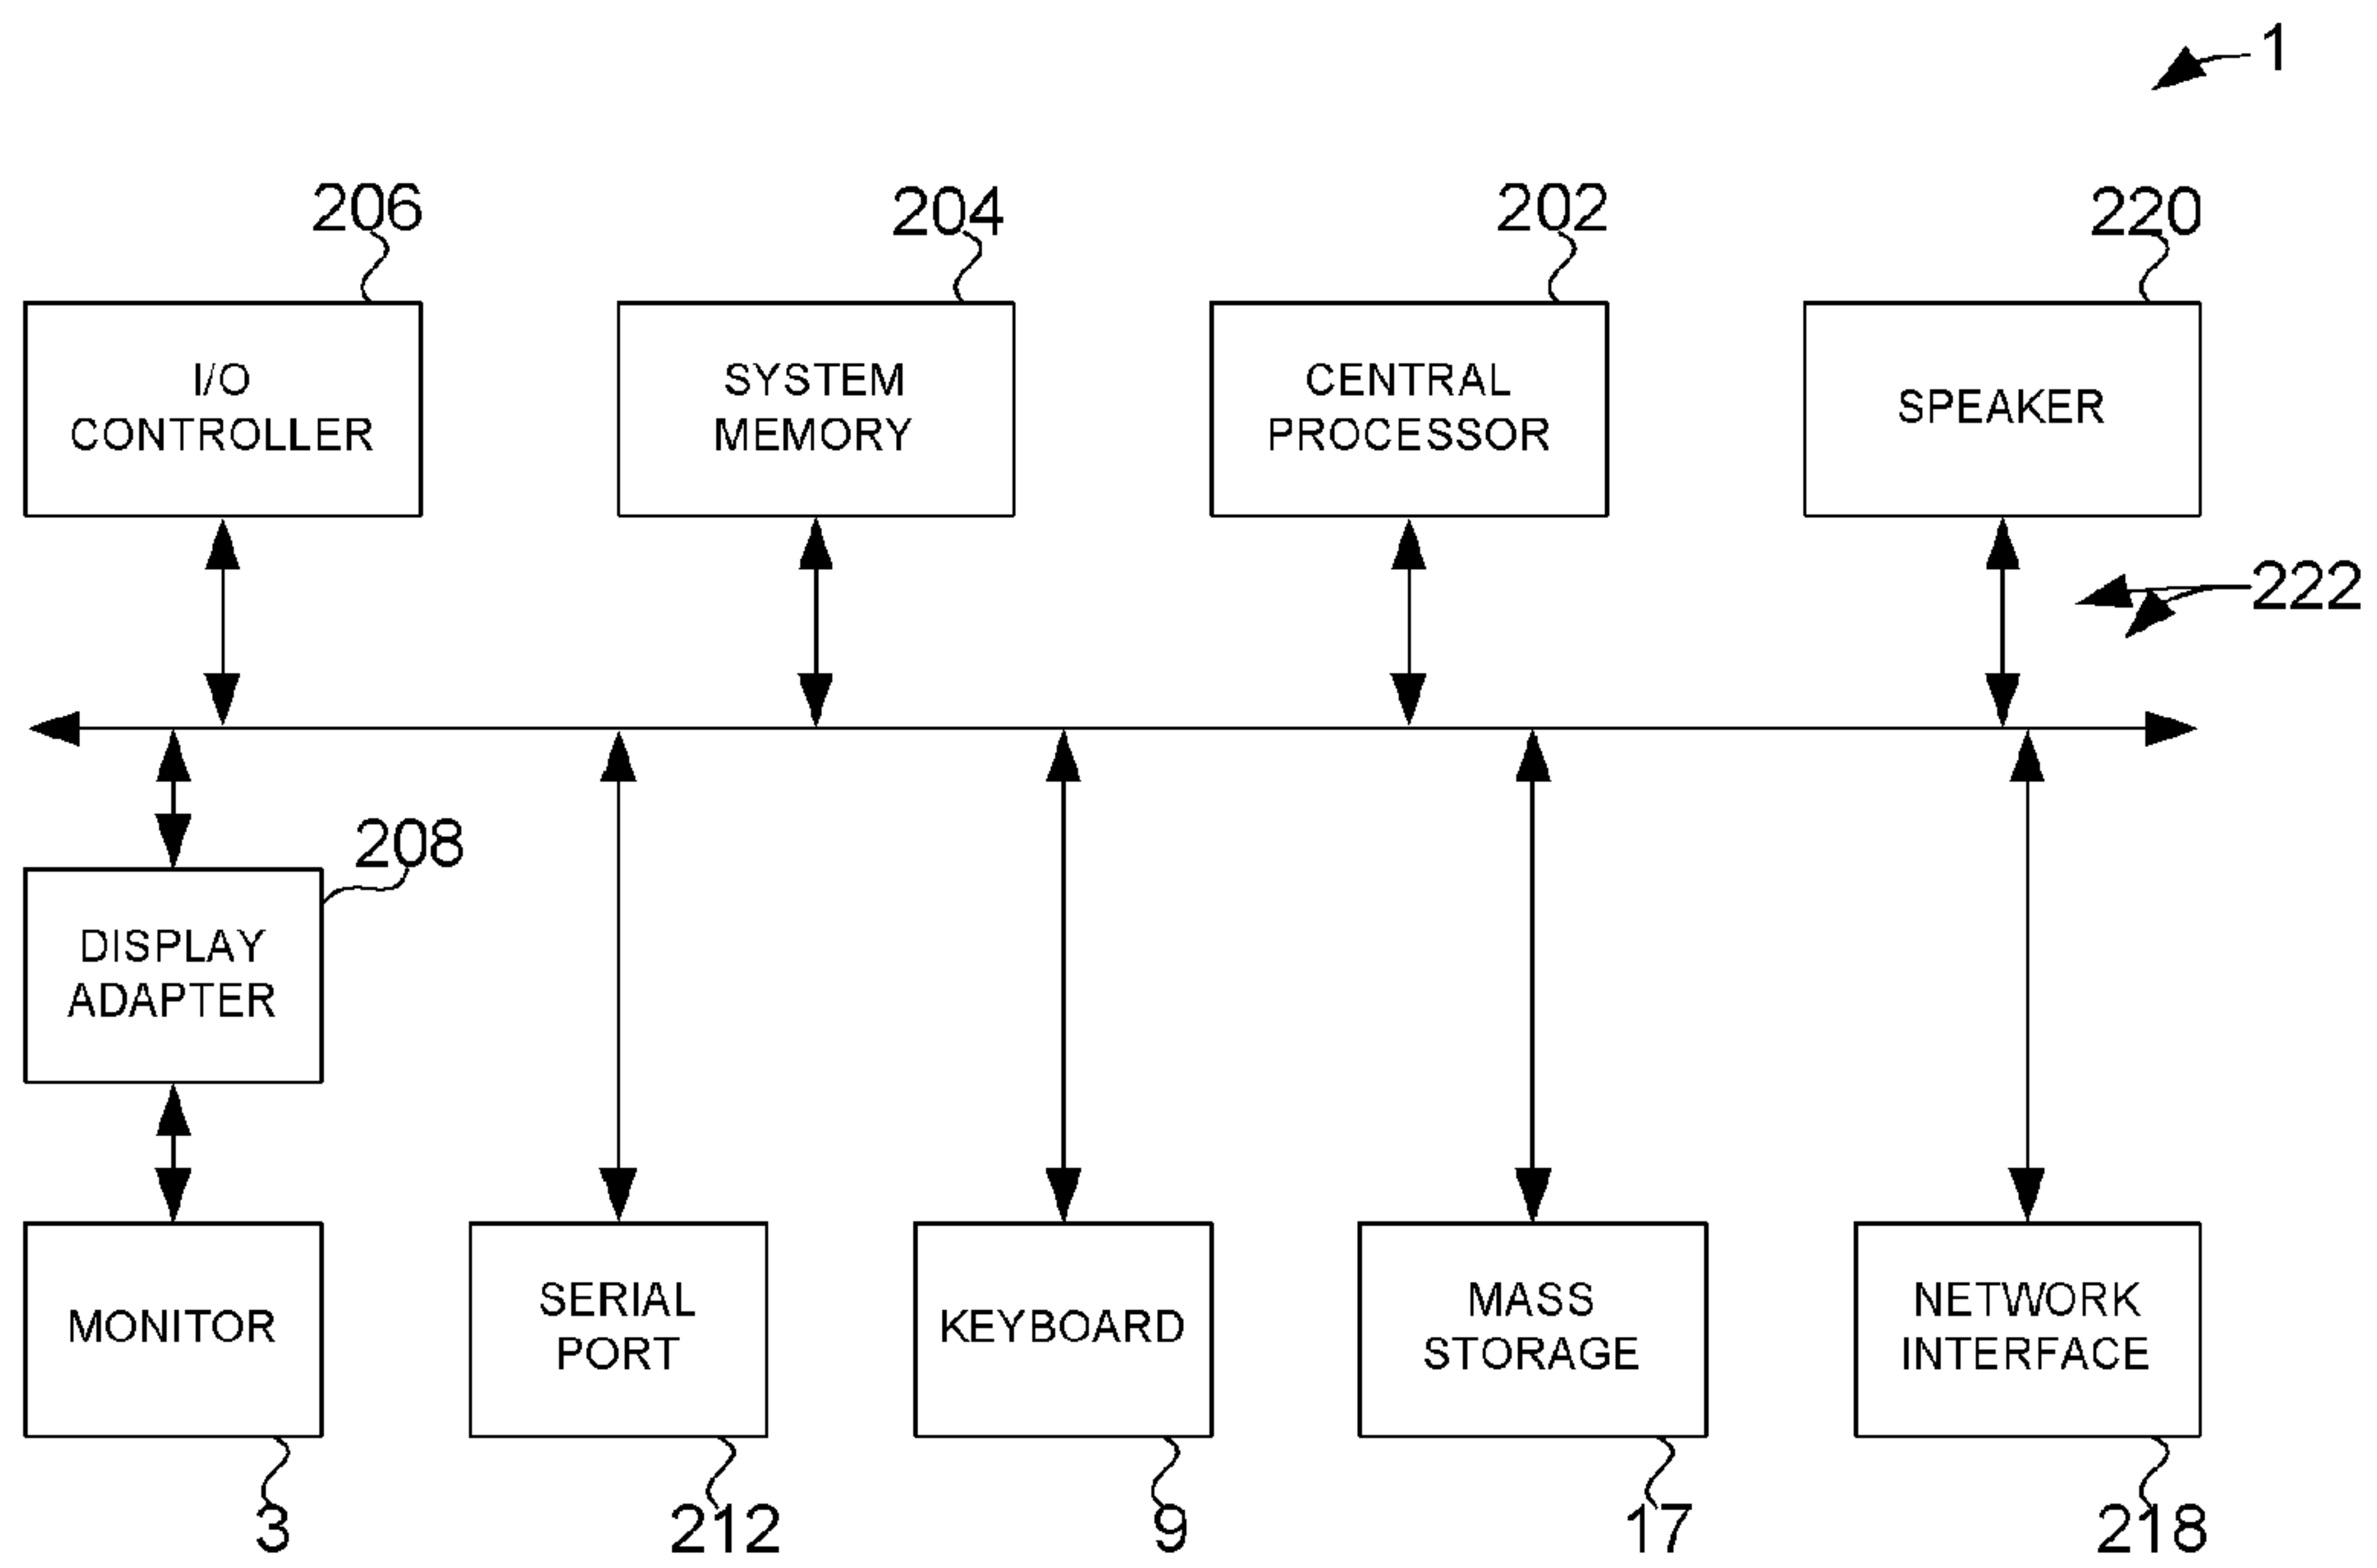 1
206
204
202
220
I/O
CONTROLLER
SYSTEM
MEMORY
CENTRAL
PROCESSOR
SPEAKER
222
208
DISPLAY
ADAPTER
MONITOR
SERIAL
PORT
KEYBOARD
MASS
STORAGE
NETWORK
INTERFACE
3
212
9
17
218